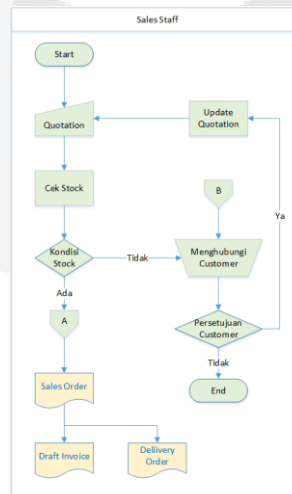 Sales Staff
Start
Quotation
Update
Quotation
Cek Stock
B
Ya
Kondisi
Stock
Tidak
Menghubungi
Customer
Ada
A
Persetujuan
Customer
Tidak
Sales Order
End
Draft Invoice
Dellivery
Order